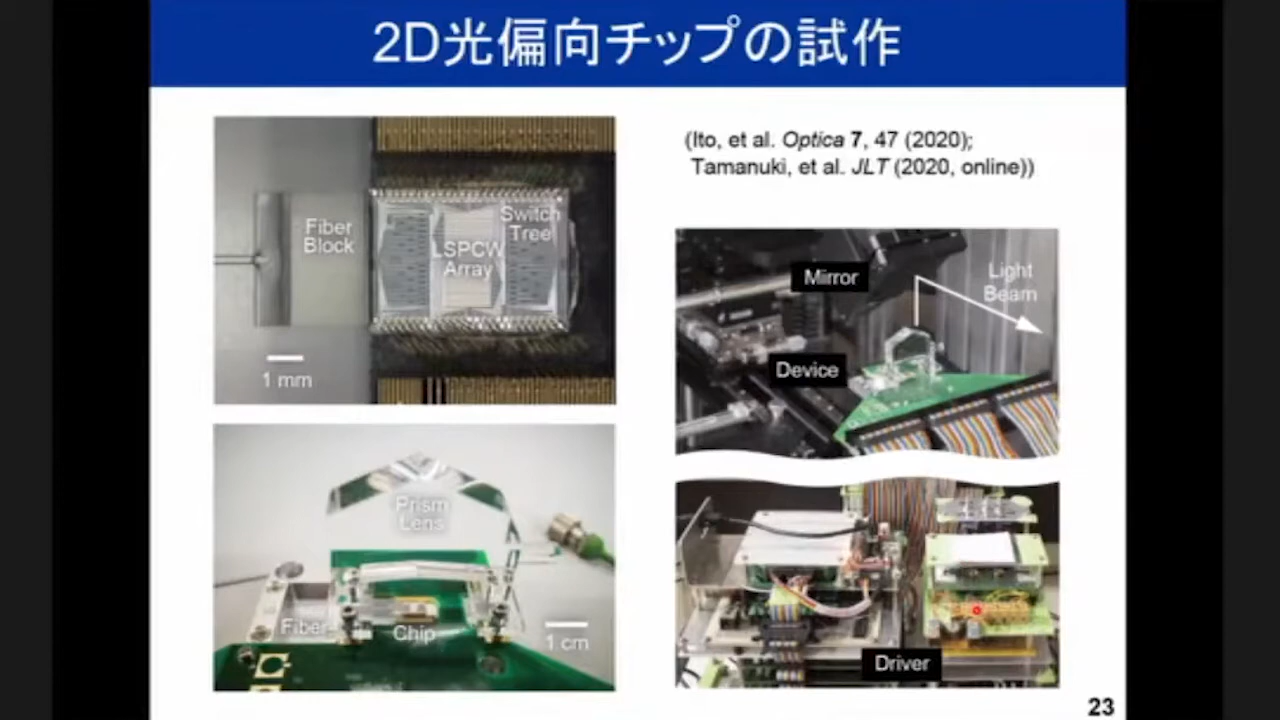 2D光偏向チップの試作
(Ito, et al. Optica 7, 47 (2020);
Tamanuki, et al. JLT (2020, online))
Fiber
Block
Switch
Tree
LSPCW
Array
1 mm
Mirror
Light
Beam
Device
Prism
Lens
Fiber
Chip
1 cm
Driver
23